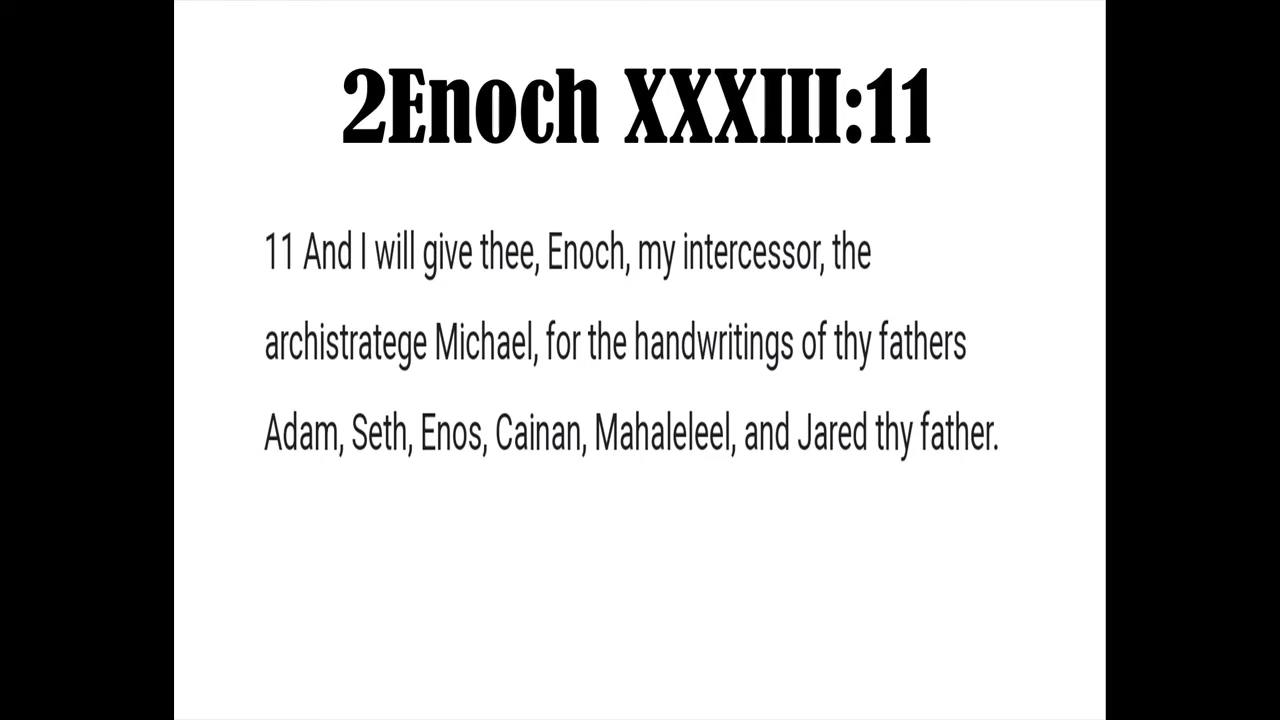 2Enoch XXXIII:11
11 And I will give thee, Enoch, my intercessor, the
archistratege Michael, for the handwritings of thy fathers
Adam, Seth, Enos, Cainan, Mahaleleel, and Jared thy father.